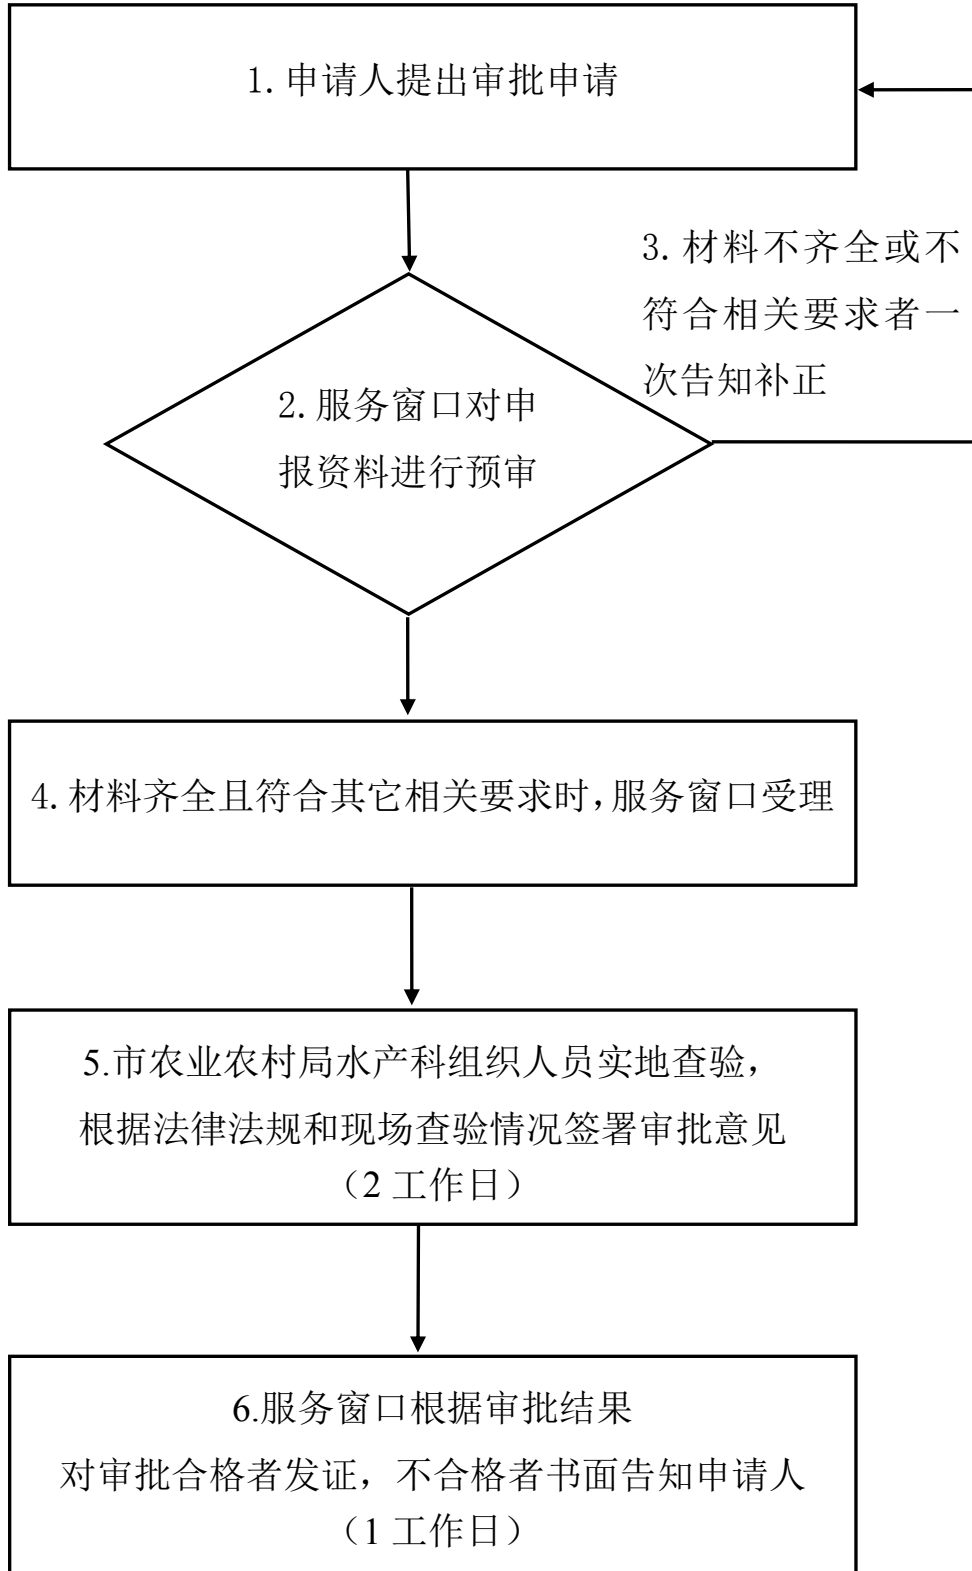 1.申请人提出审批申请
3.材料不齐全或不
符合相关要求者一
次告知补正
2.服务窗口对申
报资料进行预审
4.材料齐全且符合其它相关要求时，服务窗口受理
5.市农业农村局水产科组织人员实地查验，
根据法律法规和现场查验情况签署审批意见
（2 工作日）
6.服务窗口根据审批结果
对审批合格者发证，不合格者书面告知申请人
（1 工作日）